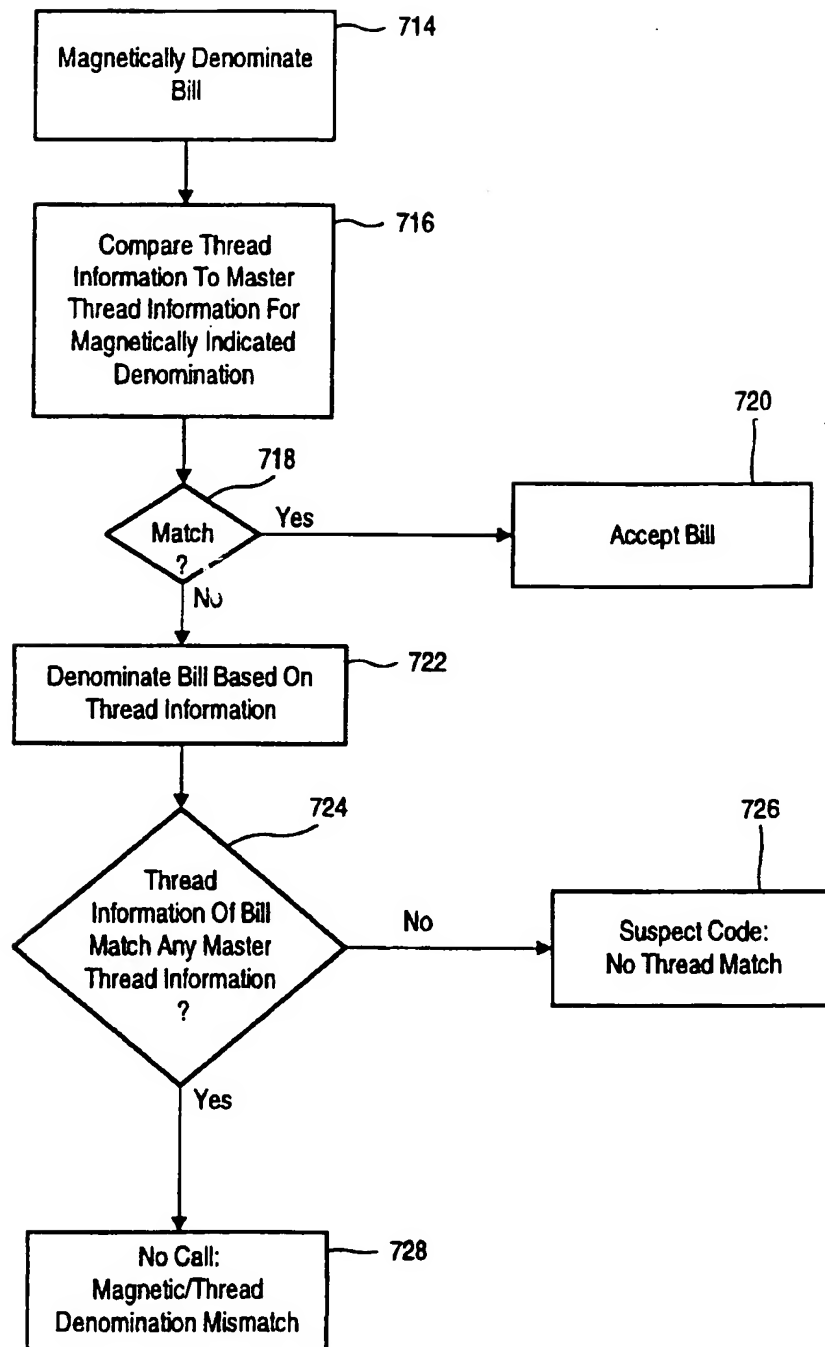 714
Magnetically Denominate
Bill
716
Compare Thread
Information To Master
Thread Information For
Magnetically Indicated
Denomination
718
Match
?
Yes
720
Accept Bill
No
722
Denominate Bill Based On
Thread Information
724
Thread
Information Of Bill
Match Any Master
Thread Information
?
No
726
Suspect Code:
No Thread Match
Yes
728
No Call:
Magnetic/Thread
Denomination Mismatch